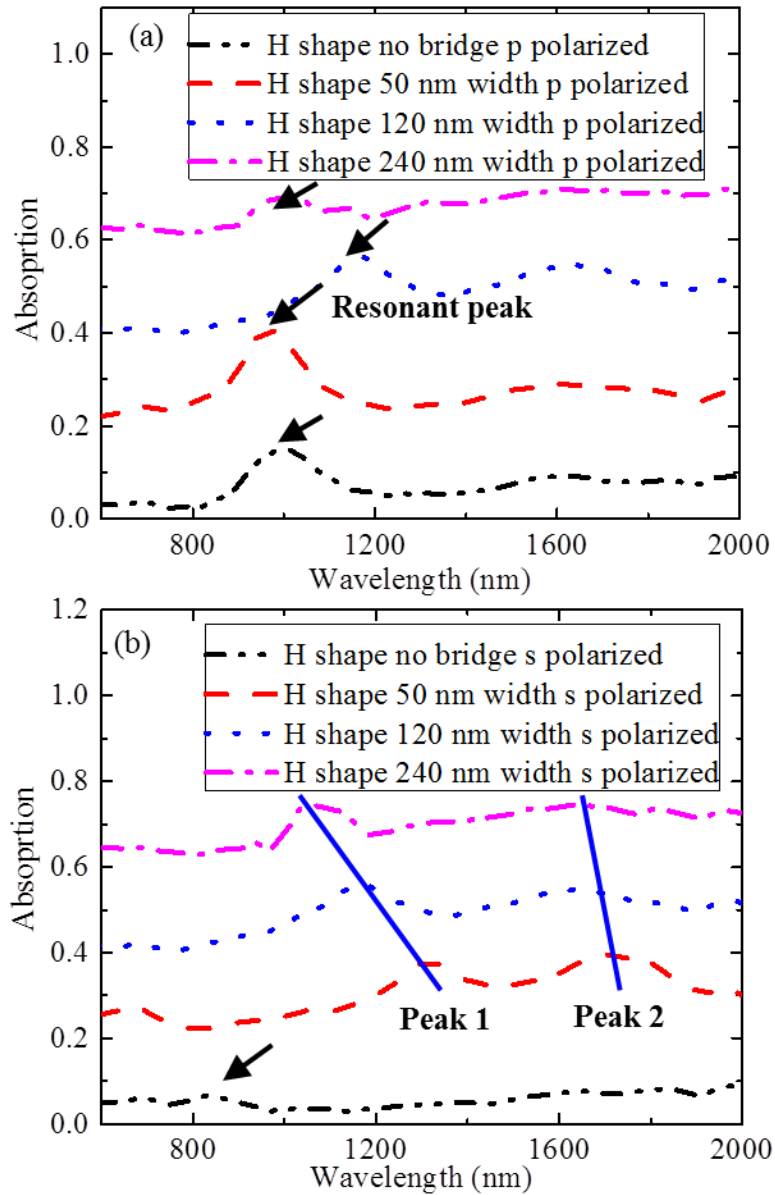 (a)
H shape no bridge p polarized
H shape 50 nm width p polarized
H shape 120 nm width p polarized
H shape 240 nm width p polarized
1.0
0.8
0.6
0.4
0.2
0.0
Absoprtion
Resonant peak
800 1200 1600 2000
Wavelength (nm)
(b)
H shape no bridge s polarized
H shape 50 nm width s polarized
H shape 120 nm width s polarized
H shape 240 nm width s polarized
1.2
1.0
0.8
0.6
0.4
0.2
0.0
Absoprtion
Peak 1 Peak 2
800 1200 1600 2000
Wavelength (nm)